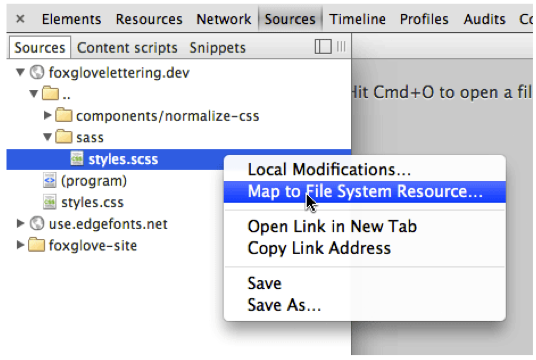 × Elements Resources Network Sources Timeline Profiles Audits Co
Sources Content scripts Snippets
foxglovelettering.dev
..
Hit Cmd+O to open a fil
components/normalize-css
sass
styles.scss
(program)
styles.css
use.edgefonts.net
foxglove-site
Local Modifications...
Map to File System Resource...
Open Link in New Tab
Copy Link Address
Save
Save As...